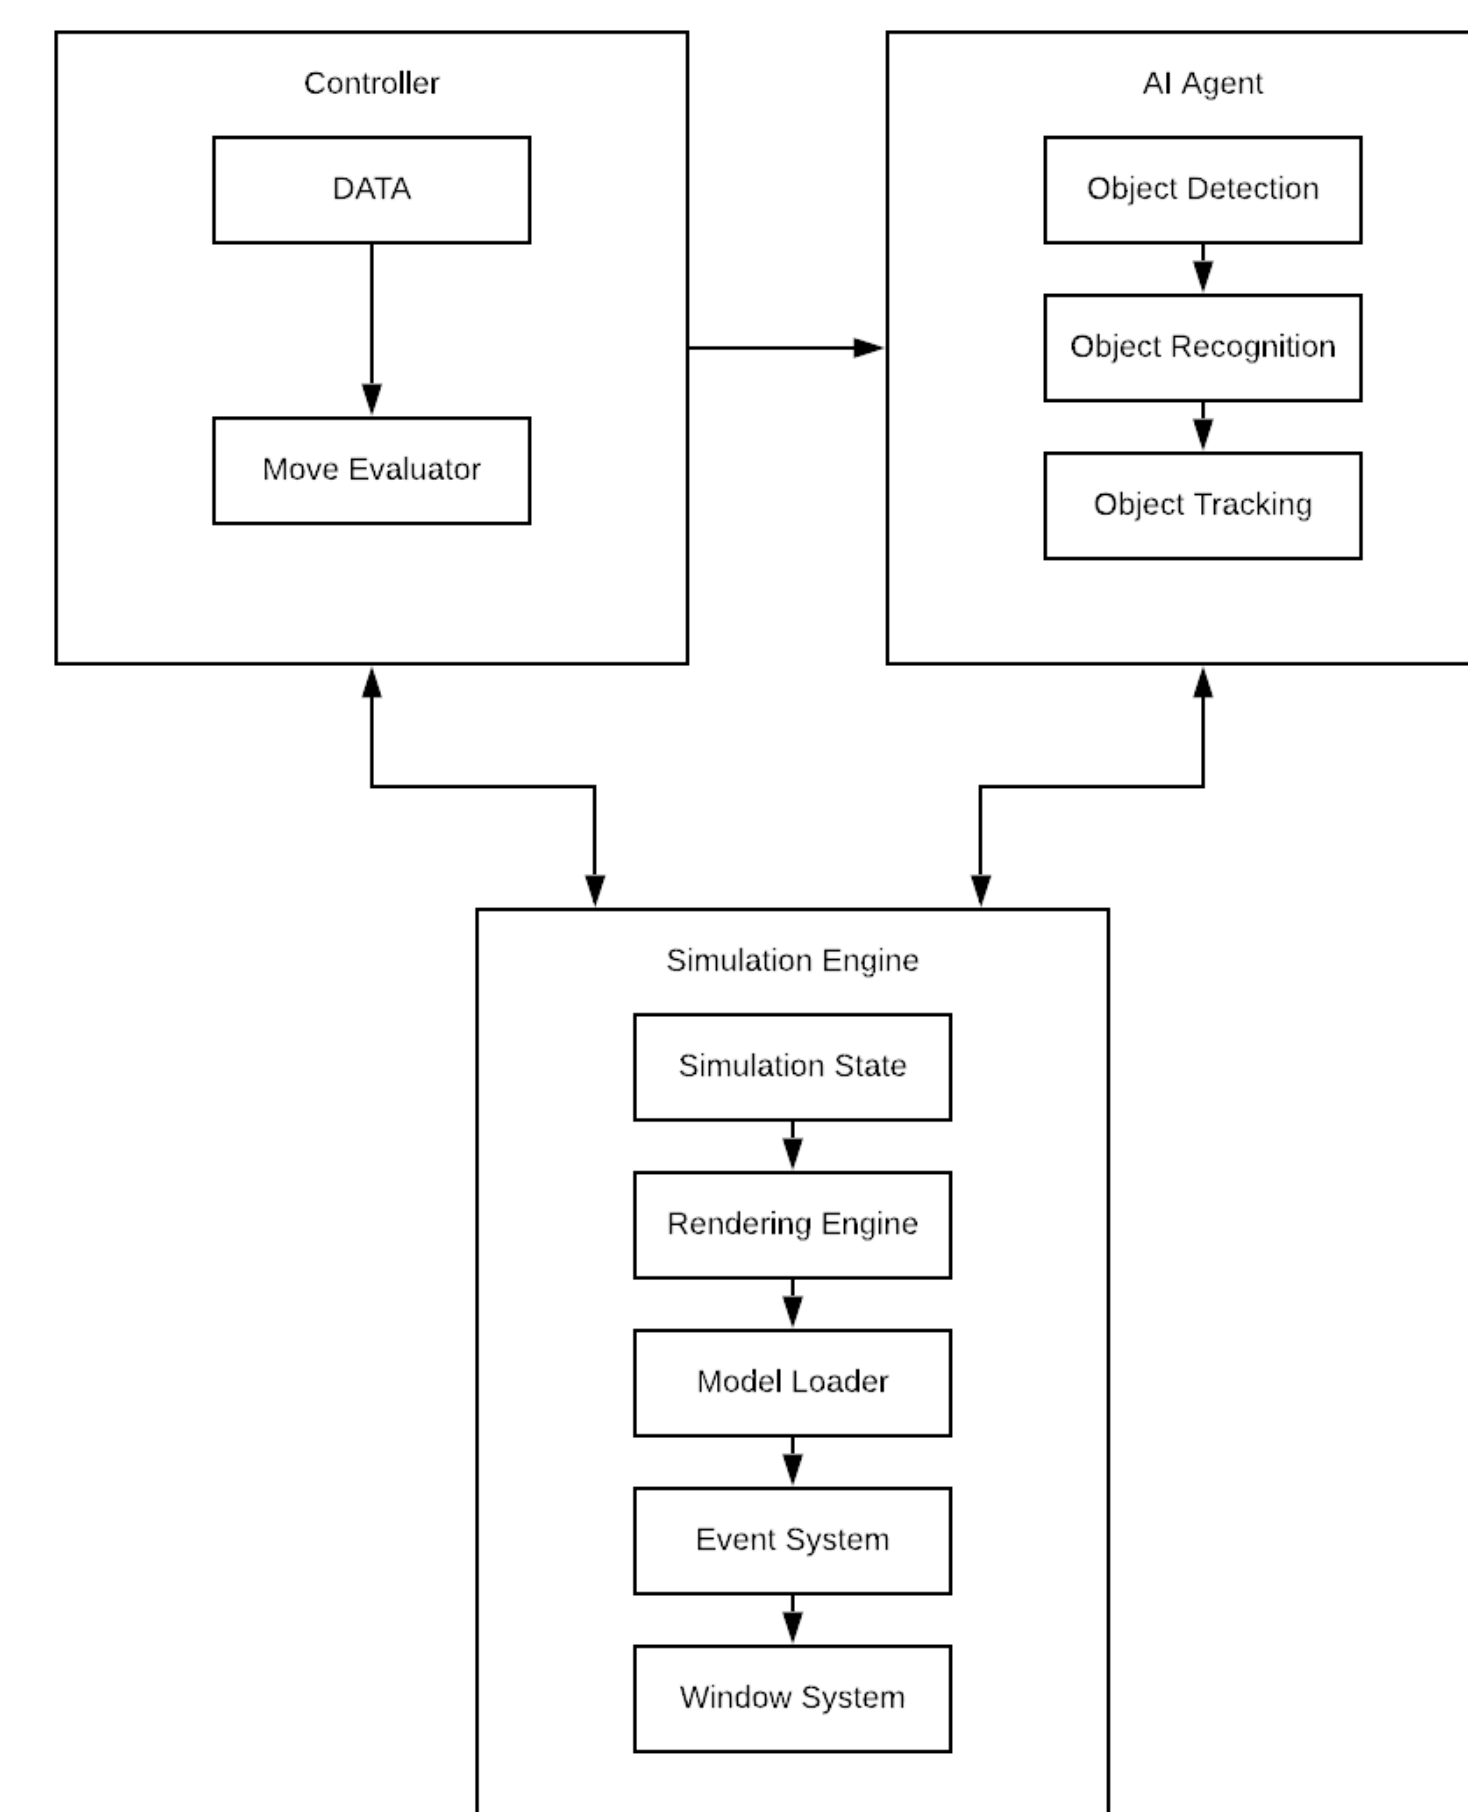 Controller
DATA
Move Evaluator
AI Agent
Object Detection
Object Recognition
Object Tracking
Simulation Engine
Simulation State
Rendering Engine
Model Loader
Event System
Window System